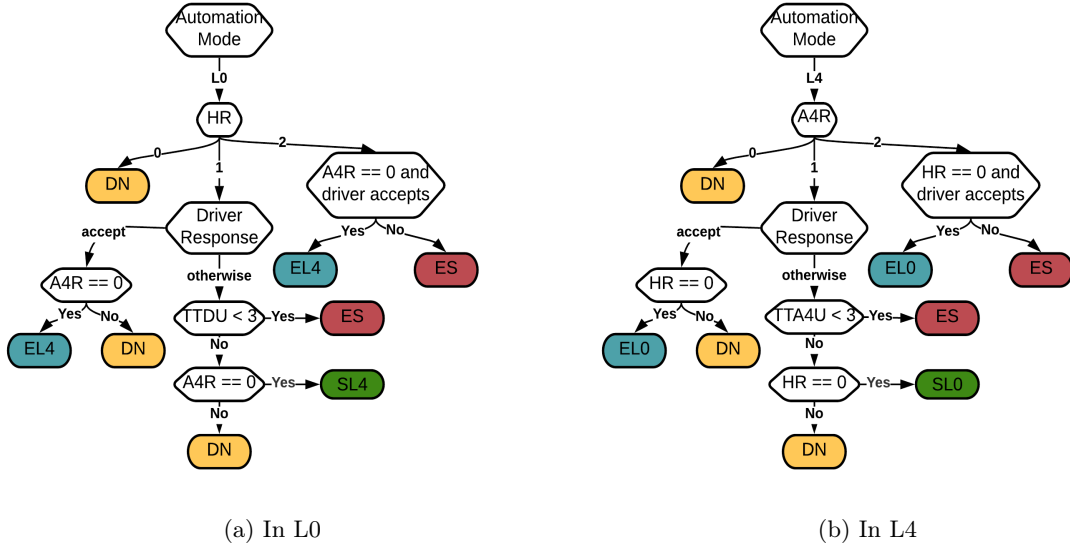 Automation
Mode
L0
HR
0
1
2
DN
A4R == 0 and
driver accepts
Driver
Response
accept
Yes
No
otherwise
EL4
ES
A4R == 0
Yes
No
TTDU < 3
Yes
ES
EL4
DN
No
A4R == 0
Yes
SL4
No
DN
(a) In L0
Automation
Mode
L4
A4R
0
1
2
DN
HR == 0 and
driver accepts
Driver
Response
accept
Yes
No
otherwise
EL0
ES
HR == 0
Yes
No
TTA4U < 3
Yes
ES
EL0
DN
No
HR == 0
Yes
SL0
No
DN
(b) In L4